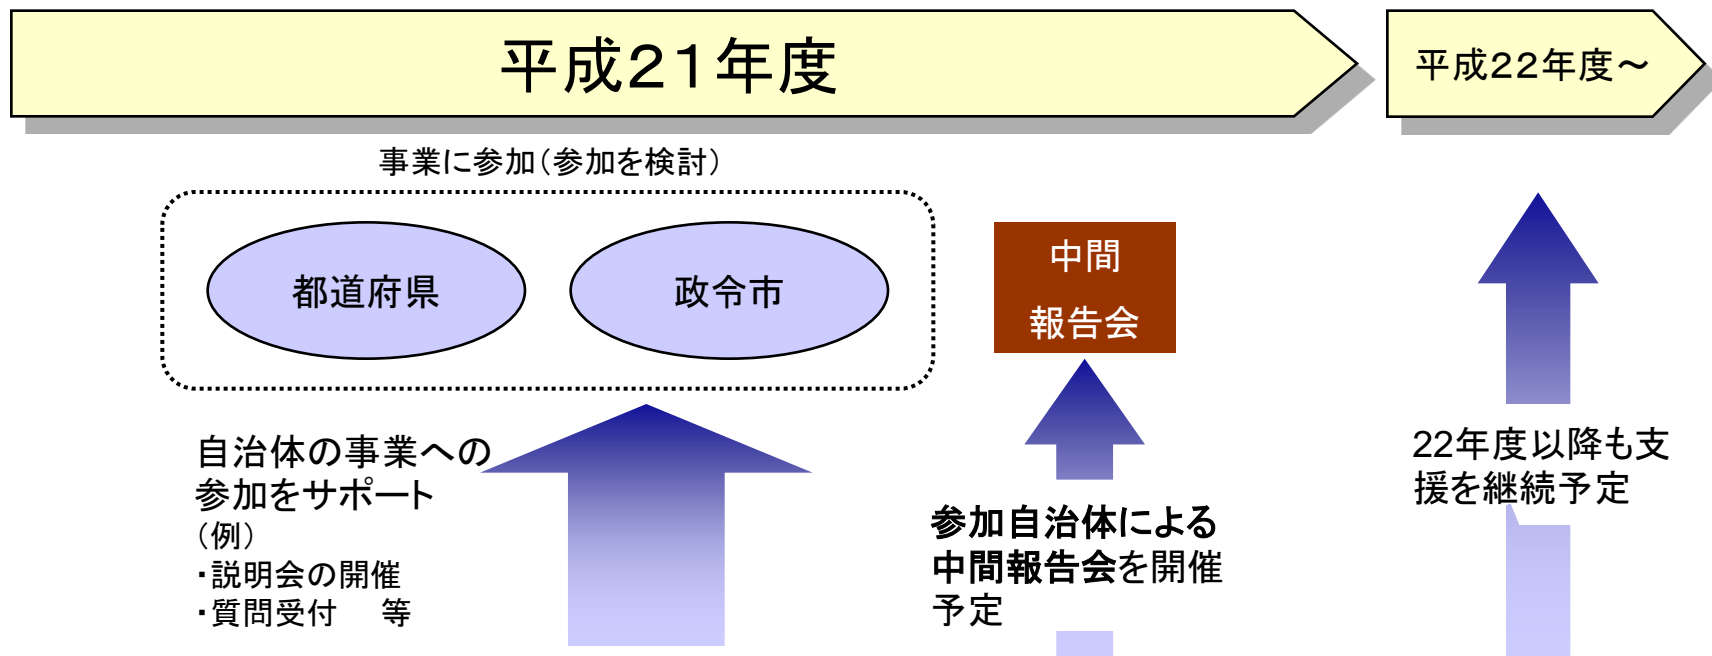 平成２１年度
平成２２年度～
事業に参加（参加を検討）
都道府県
政令市
中間
報告会
自治体の事業への
参加をサポート
（例）
・説明会の開催
・質問受付　等
参加自治体による
中間報告会を開催
予定
22年度以降も支
援を継続予定